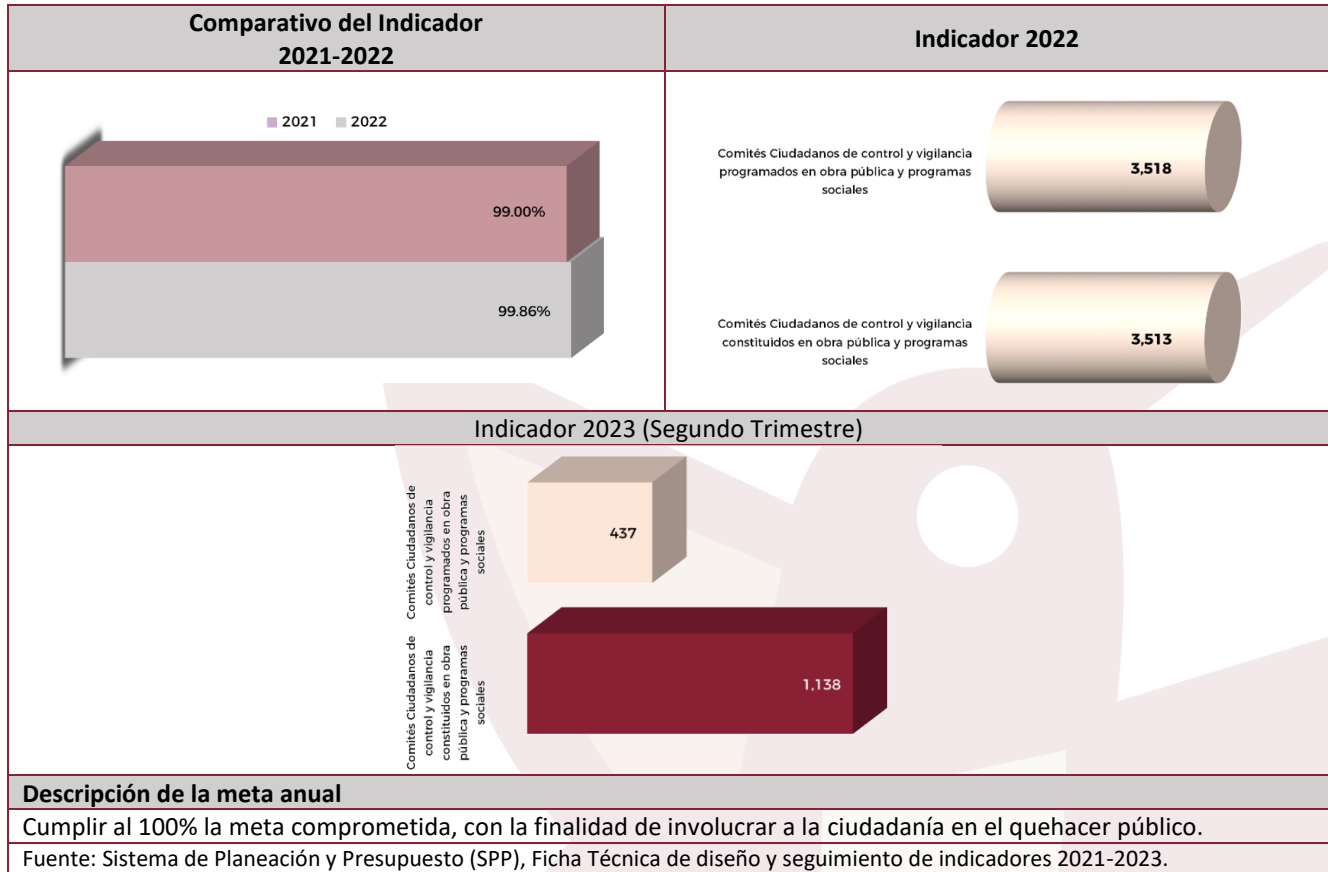 Comparativo del Indicador
2021-2022
Indicador 2022
2021 2022
99.00%
99.86%
Comités Ciudadanos de control y vigilancia
programados en obra pública y programas
sociales
3,518
Comités Ciudadanos de control y vigilancia
constituidos en obra pública y programas
sociales
3,513
Indicador 2023 (Segundo Trimestre)
Comités Ciudadanos de
control y vigilancia
programados en obra
pública y programas
sociales
437
Comités Ciudadanos de
control y vigilancia
constituidos en obra
pública y programas
sociales
1,138
Descripción de la meta anual
Cumplir al 100% la meta comprometida, con la finalidad de involucrar a la ciudadanía en el quehacer público.
Fuente: Sistema de Planeación y Presupuesto (SPP), Ficha Técnica de diseño y seguimiento de indicadores 2021-2023.